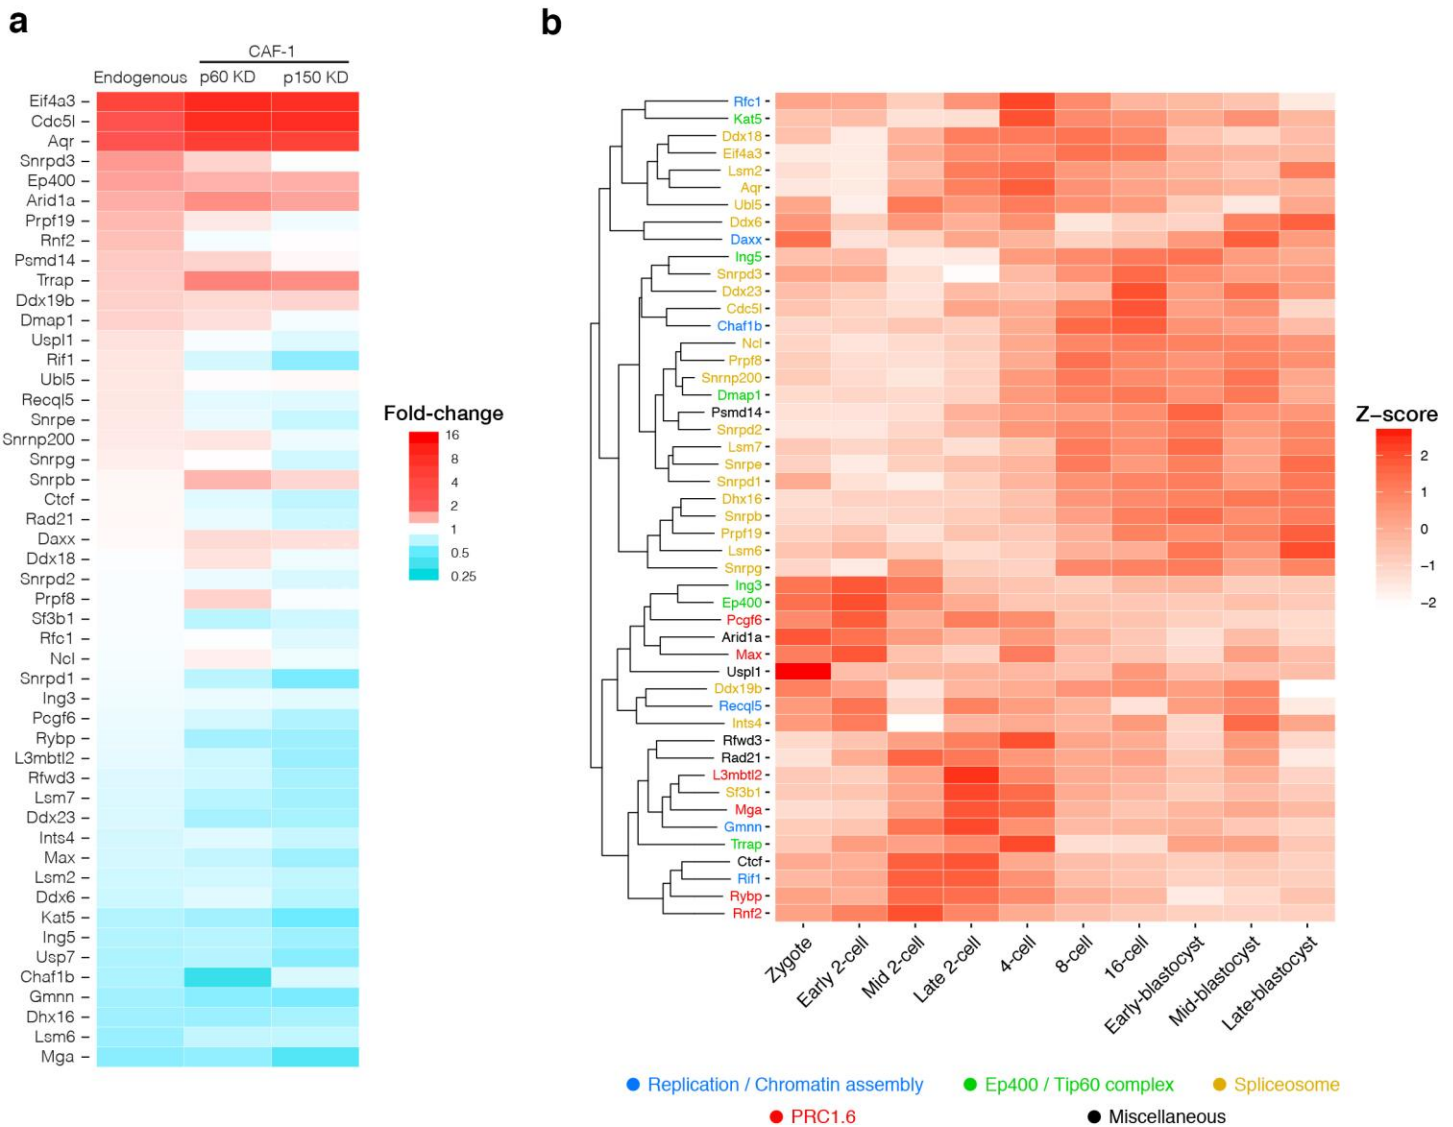 a
CAF-1
Endogenous p60 KD p150 KD
Eif4a3
Cdc5l
Aqr
Snrpd3
Ep400
Arid1a
Prpf19
Rnf2
Psmd14
Trrap
Ddx19b
Dmap1
Uspl1
Rif1
Ubl5
Recql5
Snrpe
Snrnp200
Snrpg
Snrpb
Ctcf
Rad21
Daxx
Ddx18
Snrpd2
Prpf8
Sf3b1
Rfc1
Ncl
Snrpd1
Ing3
Pcgf6
Rybp
L3mbtl2
Rfwd3
Lsm7
Ddx23
Ints4
Max
Lsm2
Ddx6
Kat5
Ing5
Usp7
Chaf1b
Gmnn
Dhx16
Lsm6
Mga
Fold-change
16
8
4
2
1
0.5
0.25
b
Rfc1
Kat5
Ddx18
Eif4a3
Lsm2
Aqr
Ubl5
Ddx6
Daxx
Ing5
Snrpd3
Ddx23
Cdc5l
Chaf1b
Ncl
Prpf8
Snrnp200
Dmap1
Psmd14
Snrpd2
Lsm7
Snrpe
Snrpd1
Dhx16
Snrpb
Prpf19
Lsm6
Snrpg
Ing3
Ep400
Pcgf6
Arid1a
Max
Uspl1
Ddx19b
Recql5
Ints4
Rfwd3
Rad21
L3mbtl2
Sf3b1
Mga
Gmnn
Trrap
Ctcf
Rif1
Rybp
Rnf2
Zygote
Early 2-cell
Mid 2-cell
Late 2-cell
4-cell
8-cell
16-cell
Early-blastocyst
Mid-blastocyst
Late-blastocyst
Z-score
2
1
0
−1
−2
Replication / Chromatin assembly
Ep400 / Tip60 complex
Spliceosome
PRC1.6
Miscellaneous